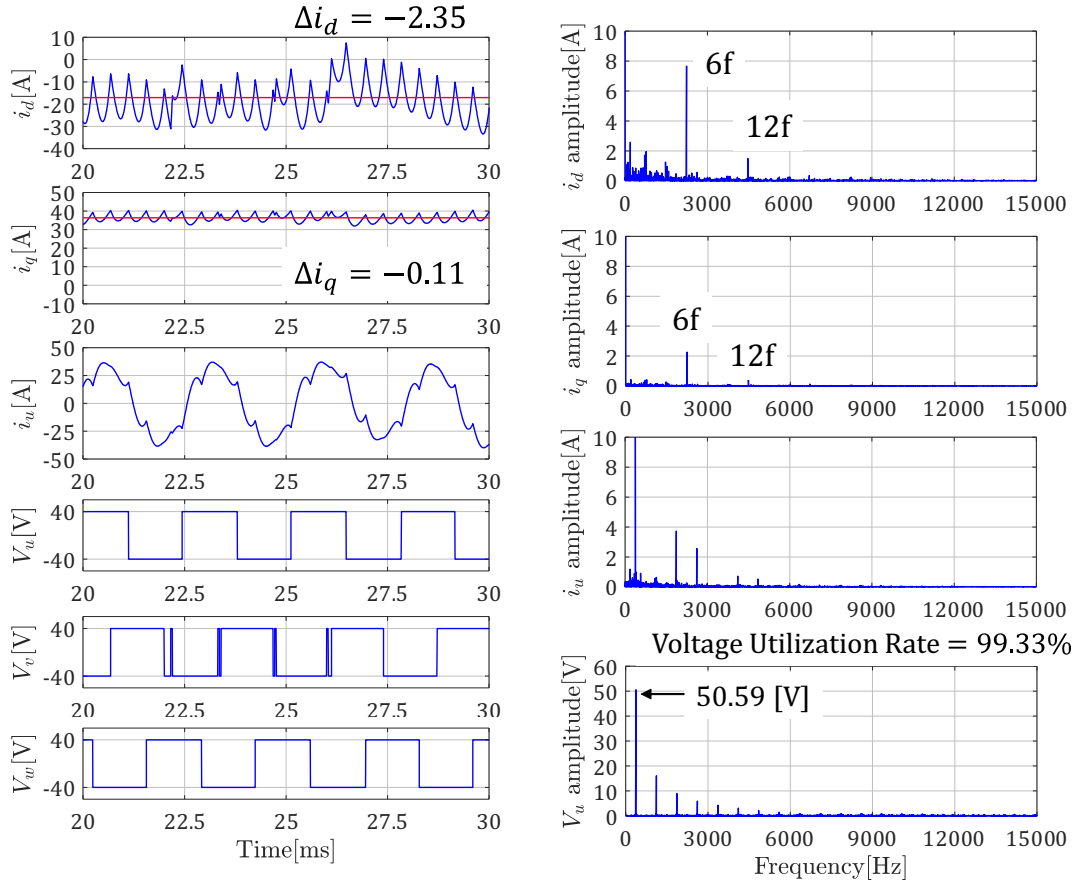 Δi_d = −2.35
i_d[A]
10
0
-10
-20
-30
-40
20 22.5 25 27.5 30
i_q[A]
50
40
30
20
10
0
-10
Δi_q = −0.11
20 22.5 25 27.5 30
i_u[A]
50
25
0
-25
-50
20 22.5 25 27.5 30
V_u[V]
40
-40
20 22.5 25 27.5 30
V_v[V]
40
-40
20 22.5 25 27.5 30
V_w[V]
40
-40
20 22.5 25 27.5 30
Time[ms]
i_d amplitude[A]
10
8
6
4
2
0
6f
12f
0 3000 6000 9000 12000 15000
i_q amplitude[A]
10
8
6
4
2
0
6f
12f
0 3000 6000 9000 12000 15000
i_u amplitude[A]
10
8
6
4
2
0
0 3000 6000 9000 12000 15000
Voltage Utilization Rate = 99.33%
V_u amplitude[V]
60
50
40
30
20
10
0
50.59 [V]
0 3000 6000 9000 12000 15000
Frequency[Hz]